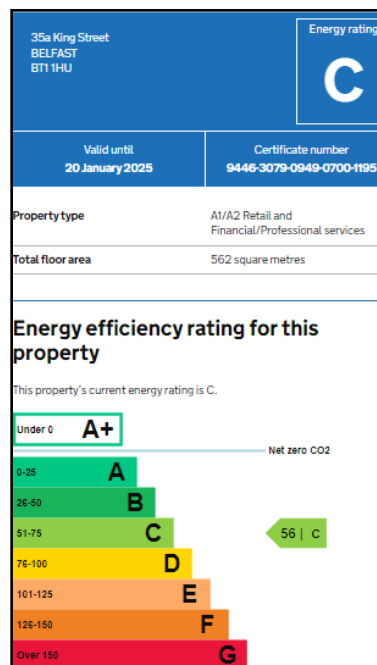 35a King Street
BELFAST
BT1 1HU
Energy rating
C
Valid until
20 January 2025
Certificate number
9446-3079-0949-0700-1195
Property type
A1/A2 Retail and
Financial/Professional services
Total floor area
562 square metres
Energy efficiency rating for this
property
This property's current energy rating is C.
Under 0 A+
Net zero CO2
0-25 A
26-50 B
51-75 C
56 | C
76-100 D
101-125 E
126-150 F
Over 150 G